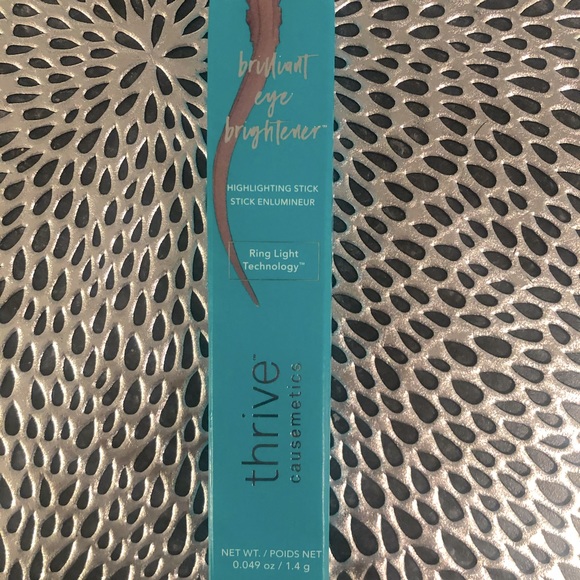 brilliant
eye
brightener™
HIGHLIGHTING STICK
STICK ENLUMINEUR
Ring Light
Technology™
thrive™
causemetics
NET WT. / POIDS NET
0.049 oz / 1.4 g